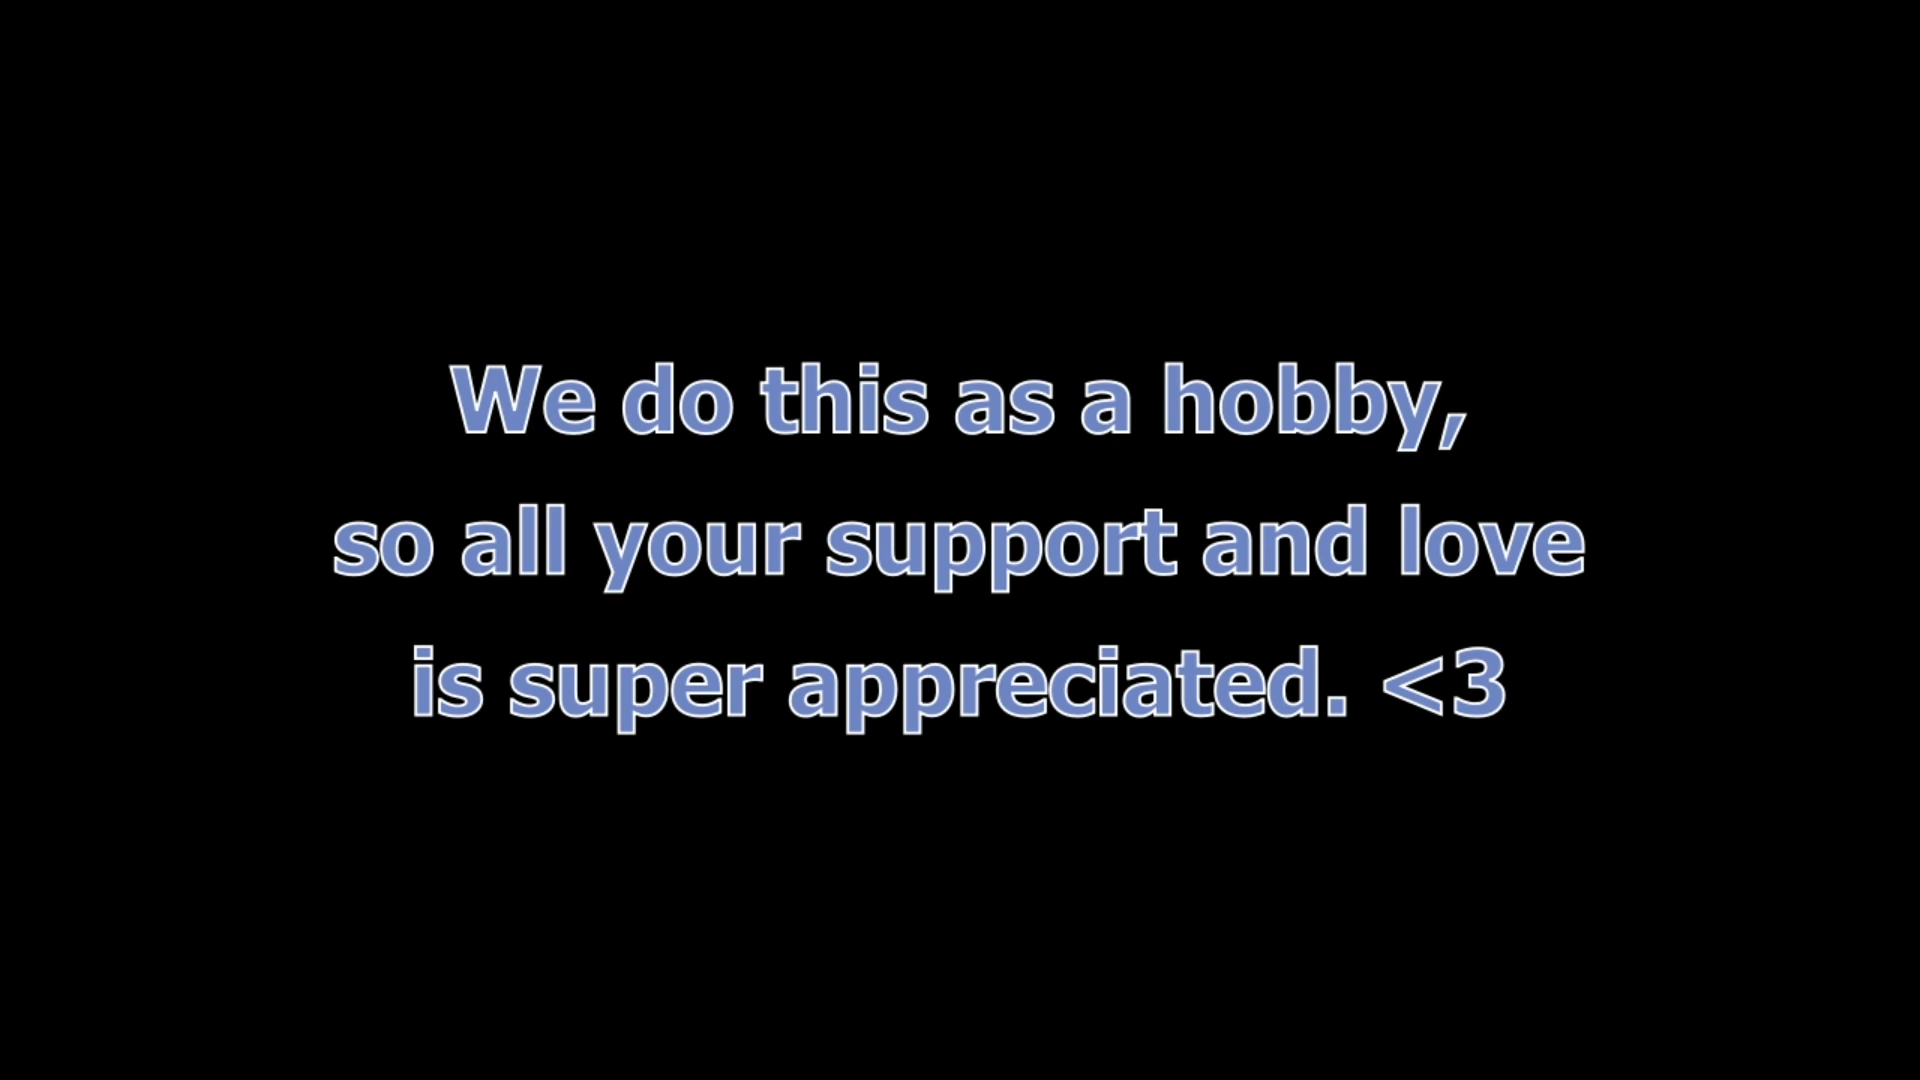 We do this as a hobby,
so all your support and love
is super appreciated. <3